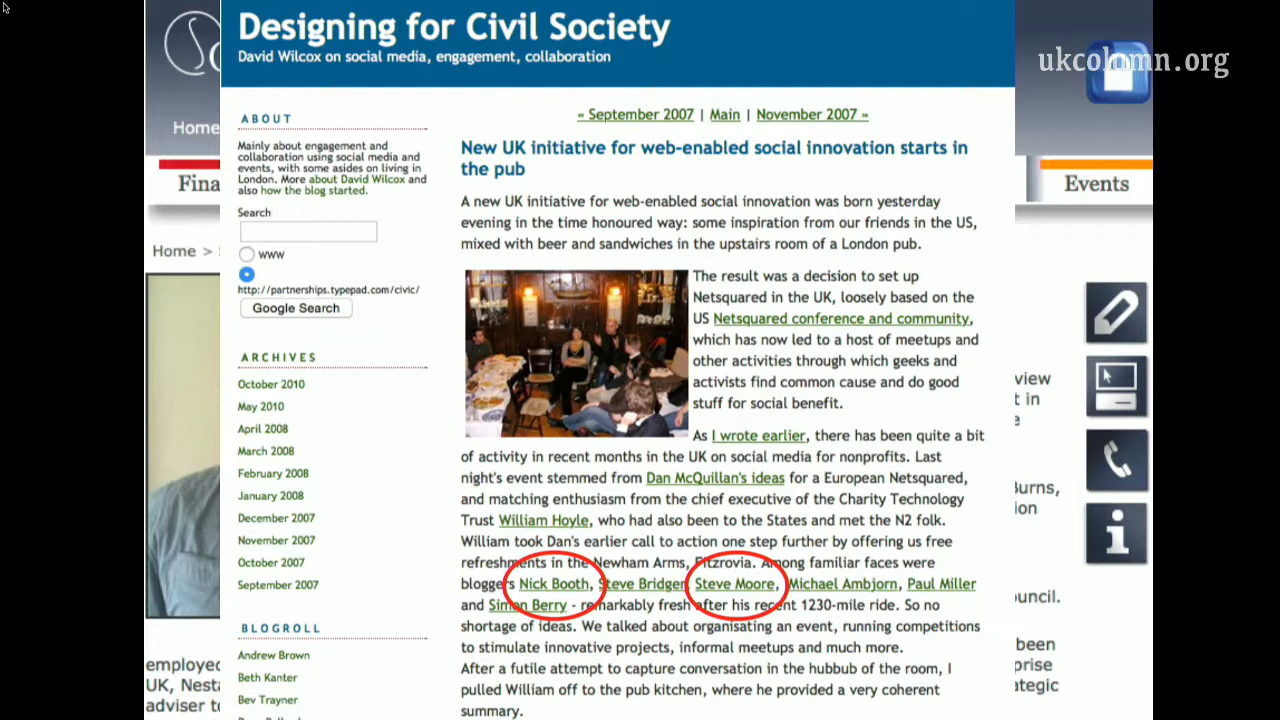 Designing for Civil Society
David Wilcox on social media, engagement, collaboration
ukcolumn.org
Home
Fina
Events
Home >
ABOUT
Mainly about engagement and
collaboration using social media and
events, with some asides on living in
London. More about David Wilcox and
also how the blog started.
Search
www
http://partnerships.typepad.com/civic/
Google Search
ARCHIVES
October 2010
May 2010
April 2008
March 2008
February 2008
January 2008
December 2007
November 2007
October 2007
September 2007
BLOGROLL
Andrew Brown
Beth Kanter
Bev Trayner
« September 2007 | Main | November 2007 »
New UK initiative for web-enabled social innovation starts in
the pub
A new UK initiative for web-enabled social innovation was born yesterday
evening in the time honoured way: some inspiration from our friends in the US,
mixed with beer and sandwiches in the upstairs room of a London pub.
The result was a decision to set up
Netsquared in the UK, loosely based on the
US Netsquared conference and community,
which has now led to a host of meetups and
other activities through which geeks and
activists find common cause and do good
stuff for social benefit.
As I wrote earlier, there has been quite a bit
of activity in recent months in the UK on social media for nonprofits. Last
night's event stemmed from Dan McQuillan's ideas for a European Netsquared,
and matching enthusiasm from the chief executive of the Charity Technology
Trust William Hoyle, who had also been to the States and met the N2 folk.
William took Dan's earlier call to action one step further by offering us free
refreshments in the Newham Arms, Fitzrovia. Among familiar faces were
bloggers Nick Booth, Steve Bridger, Steve Moore, Michael Ambjorn, Paul Miller
and Simon Berry - remarkably fresh after his recent 1230-mile ride. So no
shortage of ideas. We talked about organisating an event, running competitions
to stimulate innovative projects, informal meetups and much more.
After a futile attempt to capture conversation in the hubbub of the room, I
pulled William off to the pub kitchen, where he provided a very coherent
summary.
view
t in
Burns,
ion
ouncil.
been
prise
ategic
employed
UK, Nesta
adviser to